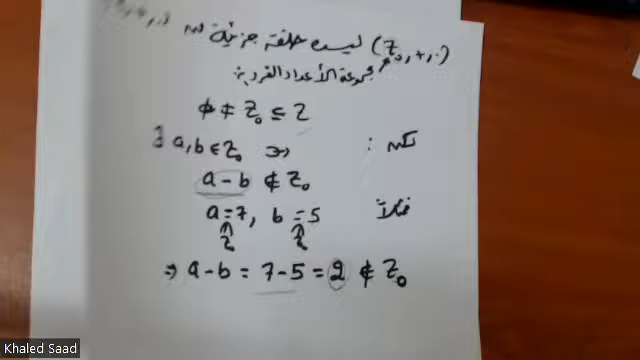 (Z₀, +, ·) ليست حلقة جزئية من
مجموعة الأعداد الفردية:
ϕ ≠ Z₀ ⊆ Z
لكن : ∃ a, b ∈ Z₀ ⇒
a - b ∉ Z₀
فمثلاً a = 7, b = 5
⇒ a - b = 7 - 5 = 2 ∉ Z₀
Khaled Saad